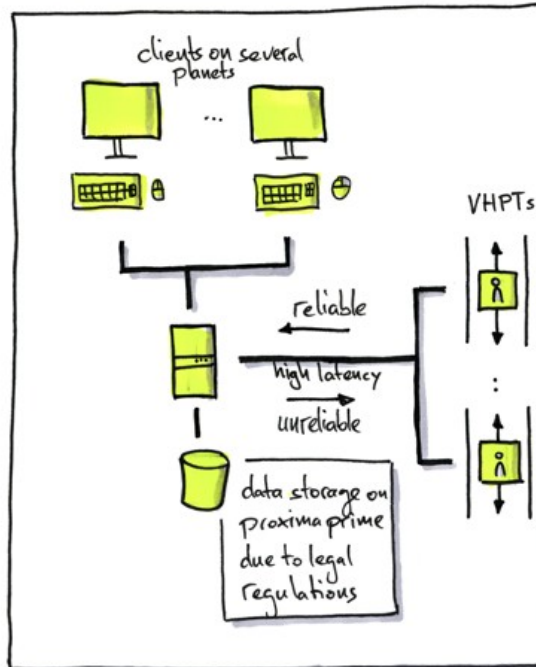 clients on several
planets
...
VHPTs
reliable
high latency
unreliable
:
data storage on
proxima prime
due to legal
regulations